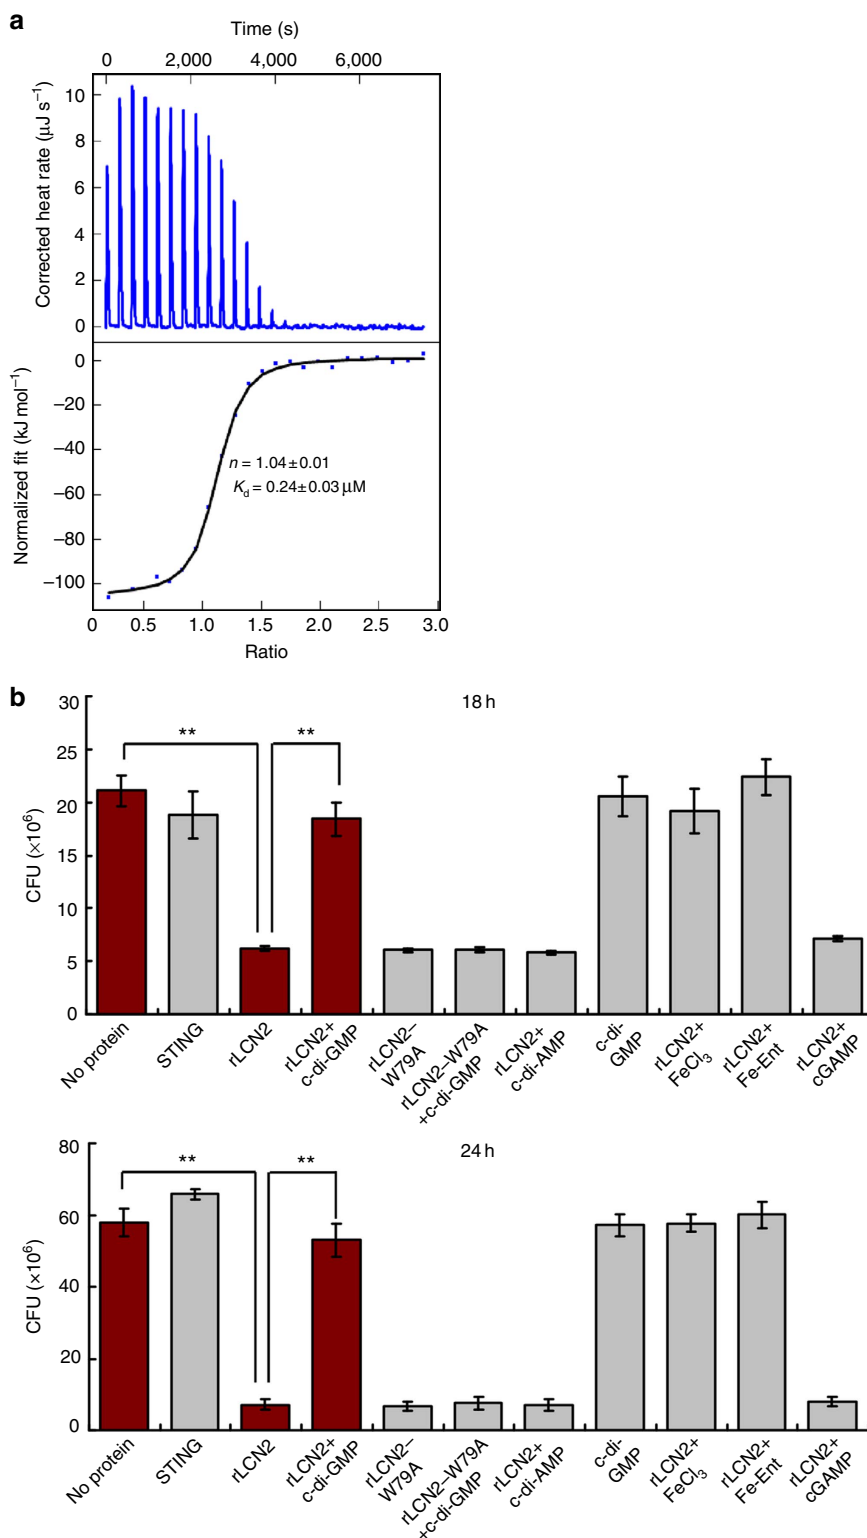 a
Time (s)
0 2,000 4,000 6,000
Corrected heat rate (µJ s−1)
10
8
6
4
2
0
Normalized fit (kJ mol−1)
0
−20
−40
−60
−80
−100
n = 1.04±0.01
Kd = 0.24±0.03 µM
0 0.5 1.0 1.5 2.0 2.5 3.0
Ratio
b
18 h
CFU (×10⁶)
30
25
20
15
10
5
0
** **
No protein
STING
rLCN2
rLCN2+
c-di-GMP
rLCN2–
W79A
rLCN2–W79A
+c-di-GMP
rLCN2+
c-di-AMP
c-di-
GMP
rLCN2+
FeCl3
rLCN2+
Fe-Ent
rLCN2+
cGAMP
24 h
CFU (×10⁶)
80
60
40
20
0
** **
No protein
STING
rLCN2
rLCN2+
c-di-GMP
rLCN2–
W79A
rLCN2–W79A
+c-di-GMP
rLCN2+
c-di-AMP
c-di-
GMP
rLCN2+
FeCl3
rLCN2+
Fe-Ent
rLCN2+
cGAMP